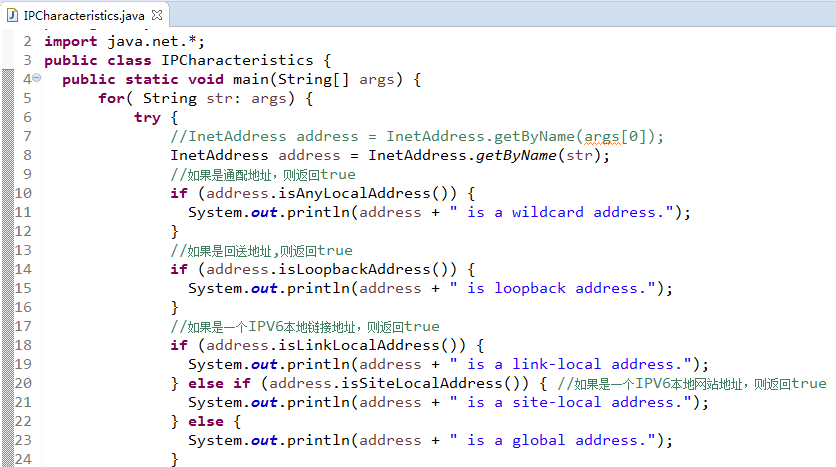 IPCharacteristics.java
2 import java.net.*;
3 public class IPCharacteristics {
4 public static void main(String[] args) {
5 for( String str: args) {
6 try {
7 //InetAddress address = InetAddress.getByName(args[0]);
8 InetAddress address = InetAddress.getByName(str);
9 //如果是通配地址，则返回true
10 if (address.isAnyLocalAddress()) {
11 System.out.println(address + " is a wildcard address.");
12 }
13 //如果是回送地址,则返回true
14 if (address.isLoopbackAddress()) {
15 System.out.println(address + " is loopback address.");
16 }
17 //如果是一个IPV6本地链接地址，则返回true
18 if (address.isLinkLocalAddress()) {
19 System.out.println(address + " is a link-local address.");
20 } else if (address.isSiteLocalAddress()) { //如果是一个IPV6本地网站地址，则返回true
21 System.out.println(address + " is a site-local address.");
22 } else {
23 System.out.println(address + " is a global address.");
24 }